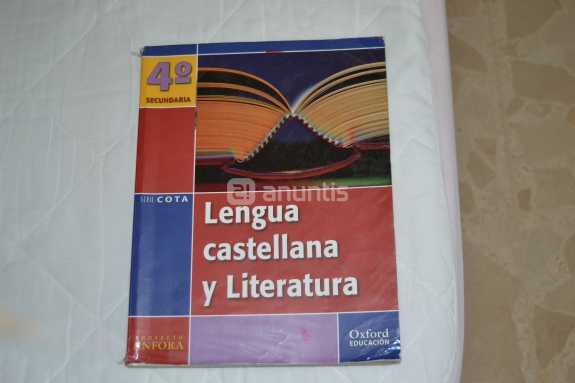 4º
SECUNDARIA
SERIE COTA
anuntis
Lengua
castellana
y Literatura
PROYECTO
ÁNFORA
Oxford
EDUCACIÓN